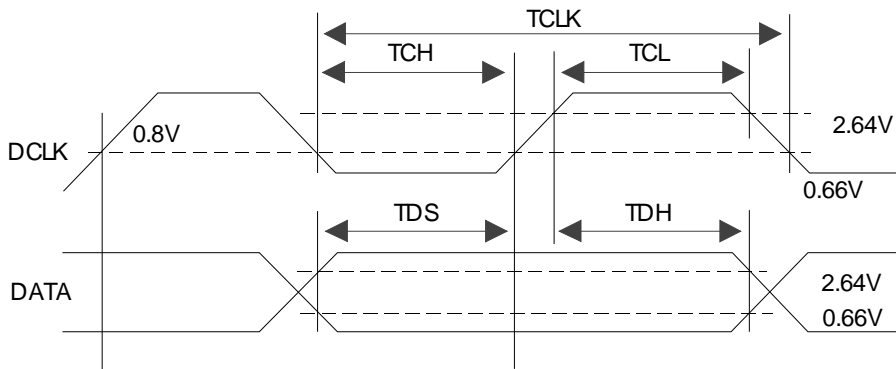 TCLK
TCH TCL
0.8V
2.64V
DCLK
0.66V
TDS TDH
DATA
2.64V
0.66V